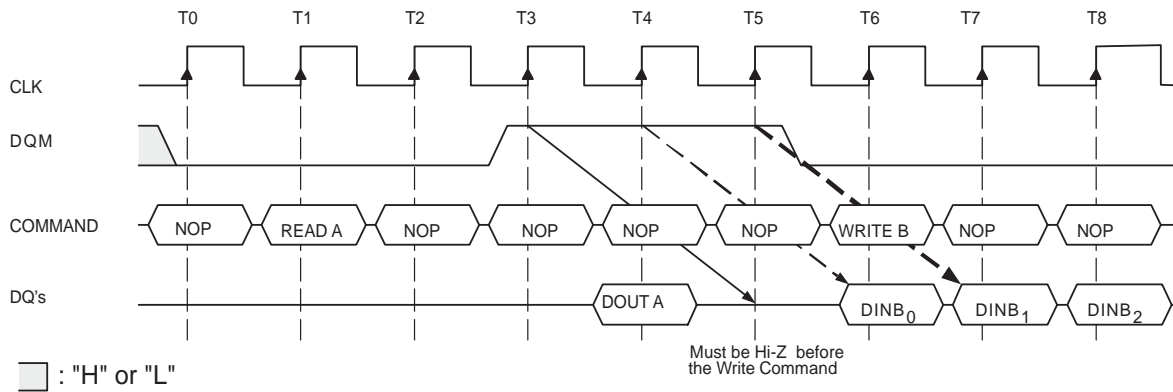 T0 T1 T2 T3 T4 T5 T6 T7 T8
CLK
DQM
COMMAND NOP READ A NOP NOP NOP NOP WRITE B NOP NOP
DQ's DOUT A DINB0 DINB1 DINB2
Must be Hi-Z before
the Write Command
: "H" or "L"